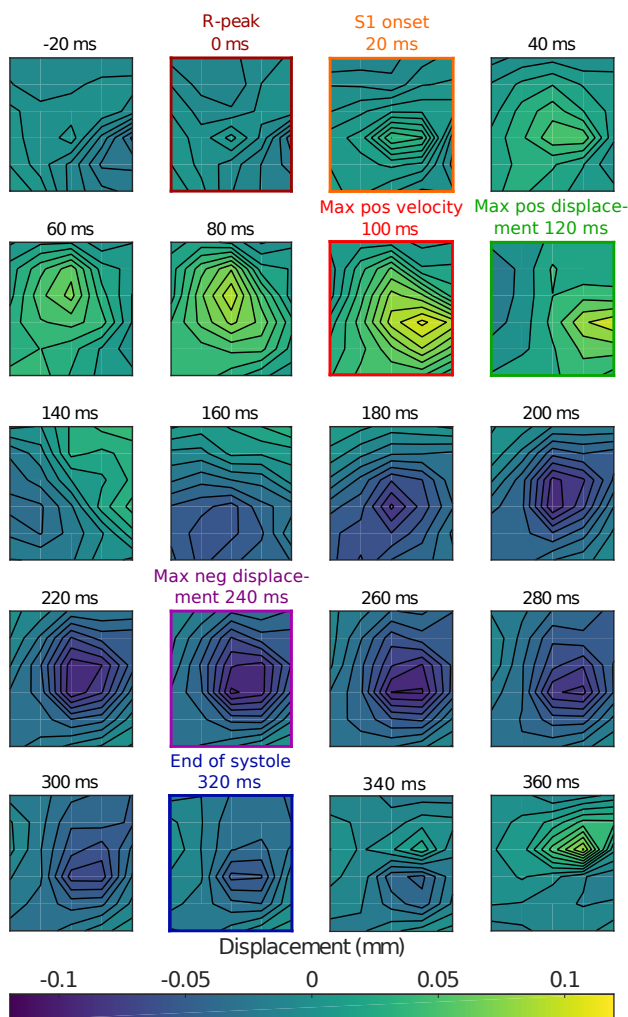 -20 ms
R-peak
0 ms
S1 onset
20 ms
40 ms
60 ms
80 ms
Max pos velocity
100 ms
Max pos displace-
ment 120 ms
140 ms
160 ms
180 ms
200 ms
220 ms
Max neg displace-
ment 240 ms
260 ms
280 ms
300 ms
End of systole
320 ms
340 ms
360 ms
Displacement (mm)
-0.1 -0.05 0 0.05 0.1